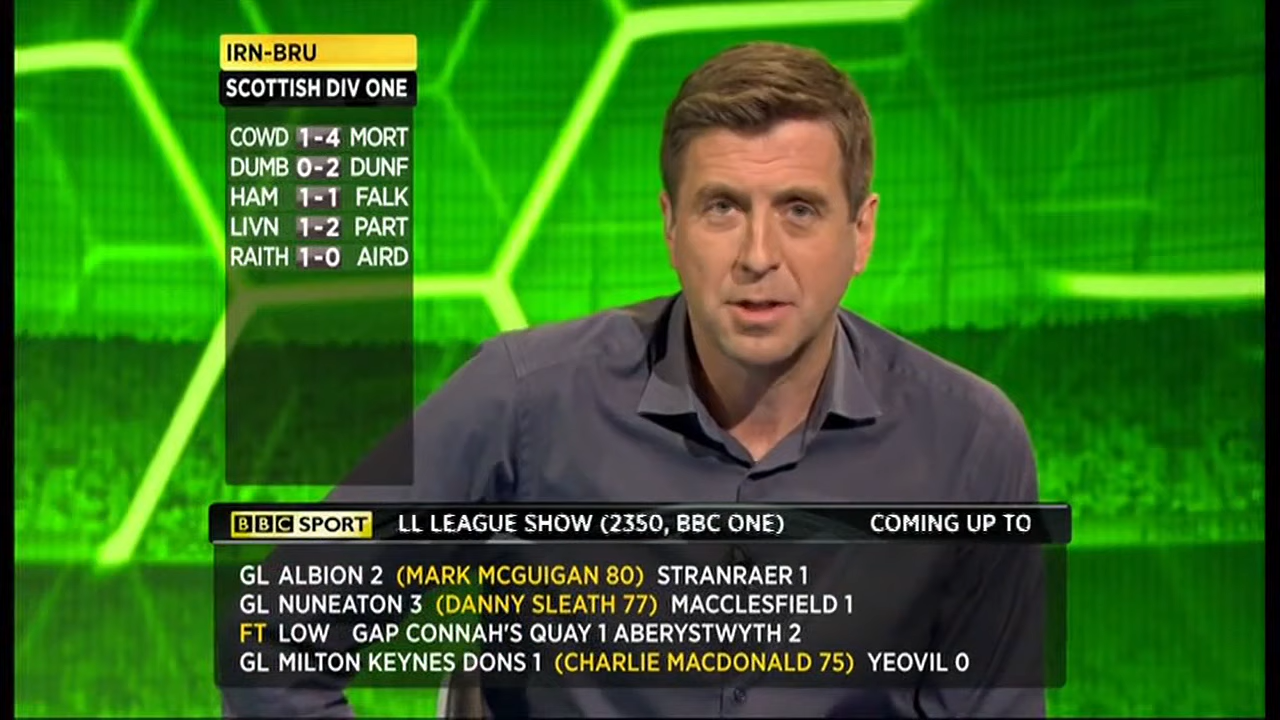 IRN-BRU
SCOTTISH DIV ONE
COWD 1-4 MORT
DUMB 0-2 DUNF
HAM 1-1 FALK
LIVN 1-2 PART
RAITH 1-0 AIRD
BBC SPORT LL LEAGUE SHOW (2350, BBC ONE) COMING UP TO
GL ALBION 2 (MARK MCGUIGAN 80) STRANRAER 1
GL NUNEATON 3 (DANNY SLEATH 77) MACCLESFIELD 1
FT LOW GAP CONNAH'S QUAY 1 ABERYSTWYTH 2
GL MILTON KEYNES DONS 1 (CHARLIE MACDONALD 75) YEOVIL 0